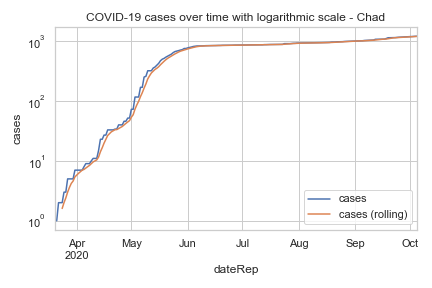 COVID-19 cases over time with logarithmic scale - Chad
10³
10²
10¹
10⁰
cases
cases
cases (rolling)
Apr May Jun Jul Aug Sep Oct
2020
dateRep